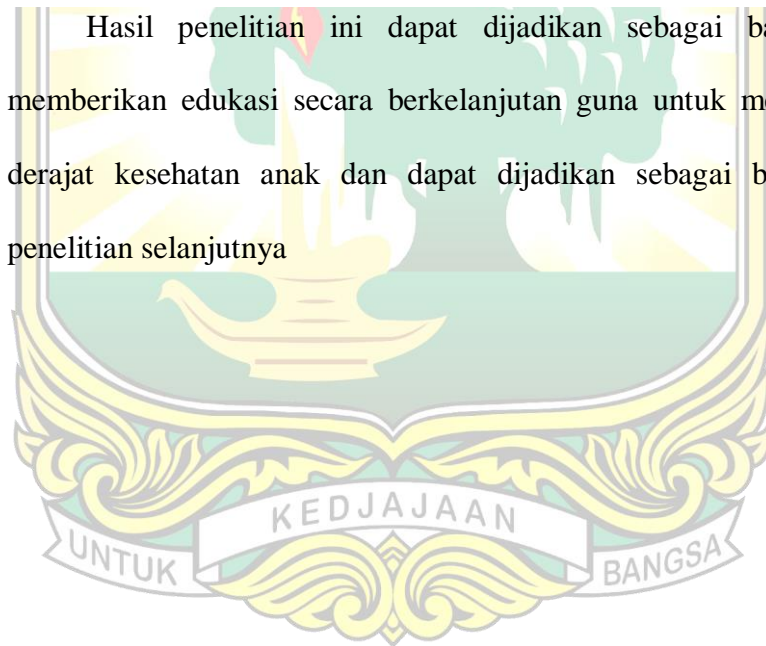 Hasil penelitian ini dapat dijadikan sebagai
memberikan edukasi secara berkelanjutan guna untuk
derajat kesehatan anak dan dapat dijadikan sebagai
penelitian selanjutnya
KEDJAJAAN
UNTUK BANGSA